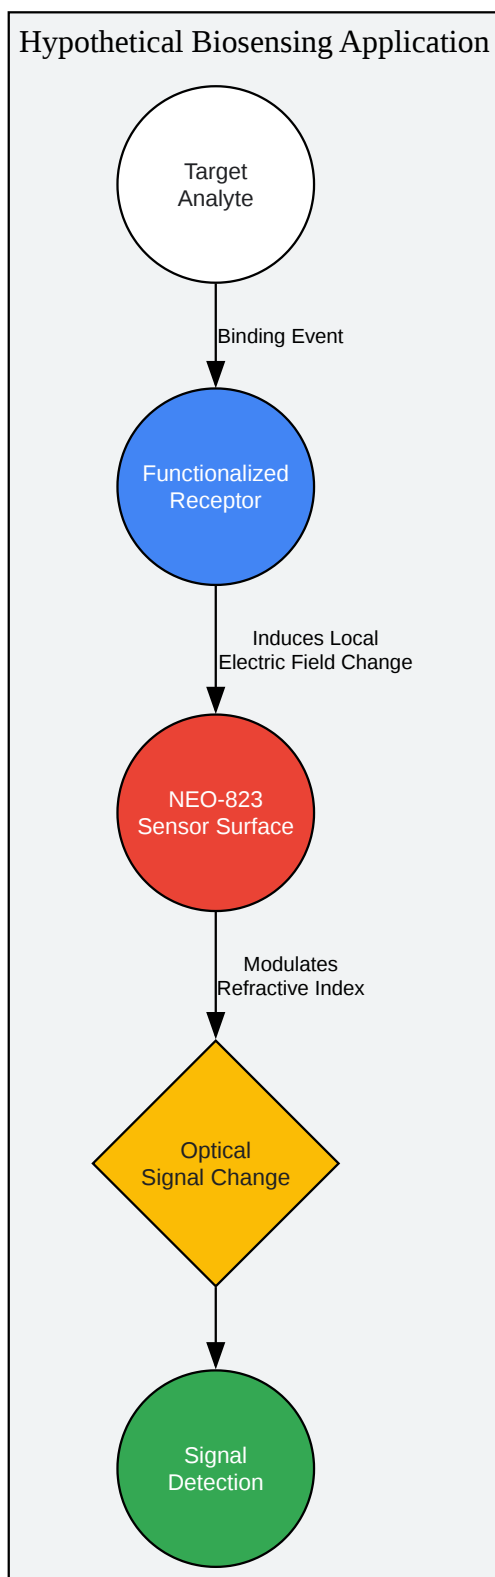 Hypothetical Biosensing Application
Target
Analyte
Binding Event
Functionalized
Receptor
Induces Local
Electric Field Change
NEO-823
Sensor Surface
Modulates
Refractive Index
Optical
Signal Change
Signal
Detection